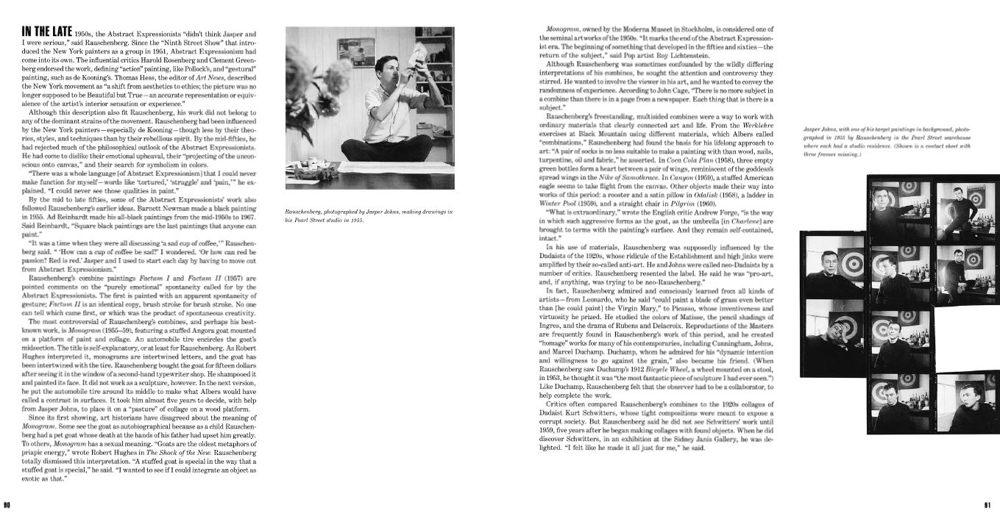 IN THE LATE 1950s, the Abstract Expressionists “didn’t think Jasper and
I were serious,” said Rauschenberg. Since the “Ninth Street Show” that intro-
duced the New York painters as a group in 1951, Abstract Expressionism had
come into its own. The influential critics Harold Rosenberg and Clement Green-
berg endorsed the work, defining “action” painting, like Pollock’s, and “gestural”
painting, such as de Kooning’s. Thomas Hess, the editor of Art News, described
the New York movement as “a shift from aesthetics to ethics; the picture was no
longer supposed to be Beautiful but True—an accurate representation or equiv-
alence of the artist’s interior sensation or experience.”
Although this description also fit Rauschenberg, his work did not belong to
any of the dominant strains of the movement. Rauschenberg had been influenced
by the New York painters—especially de Kooning—though less by their theo-
ries, styles, and techniques than by their rebellious spirit. By the mid-fifties, he
had rejected much of the philosophical outlook of the Abstract Expressionists.
He had come to dislike their emotional upheaval, their “projecting of the uncon-
scious onto canvas,” and their search for symbolism in colors.
“There was a whole language [of Abstract Expressionism] that I could never
make function for myself—words like ‘tortured,’ ‘struggle’ and ‘pain,’” he ex-
plained. “I could never see those qualities in paint.”
By the mid to late fifties, some of the Abstract Expressionists’ work also
followed Rauschenberg’s earlier ideas. Barnett Newman made a black painting
in 1955. Ad Reinhardt made his all-black paintings from the mid-1950s to 1967.
Said Reinhardt, “Square black paintings are the last paintings that anyone can
paint.”
“It was a time when they were all discussing ‘a sad cup of coffee,’” Rauschen-
berg said. “ ‘How can a cup of coffee be sad?’ I wondered. ‘Or how can red be
passion? Red is red.’ Jasper and I used to start each day by having to move out
from Abstract Expressionism.”
Rauschenberg’s combine paintings Factum I and Factum II (1957) are
pointed comments on the “purely emotional” spontaneity called for by the
Abstract Expressionists. The first is painted with an apparent spontaneity of
gesture; Factum II is an identical copy, brush stroke for brush stroke. No one
can tell which came first, or which was the product of spontaneous creativity.
The most controversial of Rauschenberg’s combines, and perhaps his best-
known work, is Monogram (1955–59), featuring a stuffed Angora goat mounted
on a platform of paint and collage. An automobile tire encircles the goat’s
midsection. The title is self-explanatory, or at least for Rauschenberg. As Robert
Hughes interpreted it, monograms are intertwined letters, and the goat has
been intertwined with the tire. Rauschenberg bought the goat for fifteen dollars
after seeing it in the window of a second-hand typewriter shop. He shampooed it
and painted its face. It did not work as a sculpture, however. In the next version,
he put the automobile tire around its middle to make what Albers would have
called a contrast in surfaces. It took him almost five years to decide, with help
from Jasper Johns, to place it on a “pasture” of collage on a wood platform.
Since its first showing, art historians have disagreed about the meaning of
Monogram. Some see the goat as autobiographical because as a child Rauschen-
berg had a pet goat whose death at the hands of his father had upset him greatly.
To others, Monogram has a sexual meaning. “Goats are the oldest metaphors of
priapic energy,” wrote Robert Hughes in The Shock of the New. Rauschenberg
totally dismissed this interpretation. “A stuffed goat is special in the way that a
stuffed goat is special,” he said. “I wanted to see if I could integrate an object as
exotic as that.”
90
Rauschenberg, photographed by Jasper Johns, making drawings in
his Pearl Street studio in 1955.
Monogram, owned by the Moderna Museet in Stockholm, is considered one of
the seminal artworks of the 1950s. “It marks the end of the Abstract Expression-
ist era. The beginning of something that developed in the fifties and sixties—the
return of the subject,” said Pop artist Roy Lichtenstein.
Although Rauschenberg was sometimes confounded by the wildly differing
interpretations of his combines, he sought the attention and controversy they
stirred. He wanted to involve the viewer in his art, and he wanted to convey the
randomness of experience. According to John Cage, “There is no more subject in
a combine than there is in a page from a newspaper. Each thing that is there is a
subject.”
Rauschenberg’s freestanding, multisided combines were a way to work with
ordinary materials that clearly connected art and life. From the Werklehre
exercises at Black Mountain using different materials, which Albers called
“combinations,” Rauschenberg had found the basis for his lifelong approach to
art: “A pair of socks is no less suitable to make a painting with than wood, nails,
turpentine, oil and fabric,” he asserted. In Coca Cola Plan (1958), three empty
green bottles form a heart between a pair of wings, reminiscent of the goddess’s
spread wings in the Nike of Samothrace. In Canyon (1959), a stuffed American
eagle seems to take flight from the canvas. Other objects made their way into
works of this period: a rooster and a satin pillow in Odalisk (1958), a ladder in
Winter Pool (1959), and a straight chair in Pilgrim (1960).
“What is extraordinary,” wrote the English critic Andrew Forge, “is the way
in which such aggressive forms as the goat, as the umbrella [in Charlene] are
brought to terms with the painting’s surface. And they remain self-contained,
intact.”
In his use of materials, Rauschenberg was supposedly influenced by the
Dadaists of the 1920s, whose ridicule of the Establishment and high jinks were
amplified by their so-called anti-art. He and Johns were called neo-Dadaists by a
number of critics. Rauschenberg resented the label. He said he was “pro-art,
and, if anything, was trying to be neo-Rauschenberg.”
In fact, Rauschenberg admired and consciously learned from all kinds of
artists—from Leonardo, who he said “could paint a blade of grass even better
than [he could paint] the Virgin Mary,” to Picasso, whose inventiveness and
virtuosity he prized. He studied the colors of Matisse, the pencil shadings of
Ingres, and the drama of Rubens and Delacroix. Reproductions of the Masters
are frequently found in Rauschenberg’s work of this period, and he created
“homage” works for many of his contemporaries, including Cunningham, Johns,
and Marcel Duchamp. Duchamp, whom he admired for his “dynamic intention
and willingness to go against the grain,” also became his friend. (When
Rauschenberg saw Duchamp’s 1912 Bicycle Wheel, a wheel mounted on a stool,
in 1953, he thought it was “the most fantastic piece of sculpture I had ever seen.”)
Like Duchamp, Rauschenberg felt that the observer had to be a collaborator, to
help complete the work.
Critics often compared Rauschenberg’s combines to the 1920s collages of
Dadaist Kurt Schwitters, whose tight compositions were meant to expose a
corrupt society. But Rauschenberg said he did not see Schwitters’ work until
1959, five years after he began making collages with found objects. When he did
discover Schwitters, in an exhibition at the Sidney Janis Gallery, he was de-
lighted. “I felt like he made it all just for me,” he said.
Jasper Johns, with one of his target paintings in background, photo-
graphed in 1955 by Rauschenberg in the Pearl Street warehouse
where each had a studio residence. (Shown is a contact sheet with
three frames missing.)
91